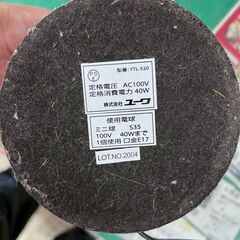 型番:YTL-520
定格電圧 AC100V
定格消費電力 40W
株式会社 ユーワ
使用電球
ミニ球 S35
100V 40Wまで
1個使用 口金E17
LOT.NO.2004